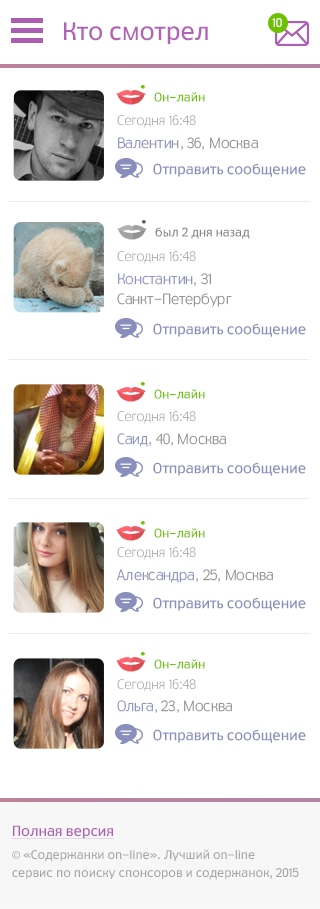 Кто смотрел
10
Он-лайн
Сегодня 16:48
Валентин, 36, Москва
Отправить сообщение
был 2 дня назад
Сегодня 16:48
Константин, 31
Санкт-Петербург
Отправить сообщение
Он-лайн
Сегодня 16:48
Саид, 40, Москва
Отправить сообщение
Он-лайн
Сегодня 16:48
Александра, 25, Москва
Отправить сообщение
Он-лайн
Сегодня 16:48
Ольга, 23, Москва
Отправить сообщение
Полная версия
© «Содержанки on-line». Лучший on-line
сервис по поиску спонсоров и содержанок, 2015